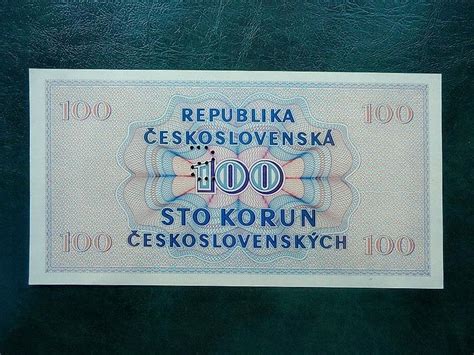 100 100
REPUBLIKA
ČESKOSLOVENSKÁ
100
STO KORUN
100 100
ČESKOSLOVENSKÝCH